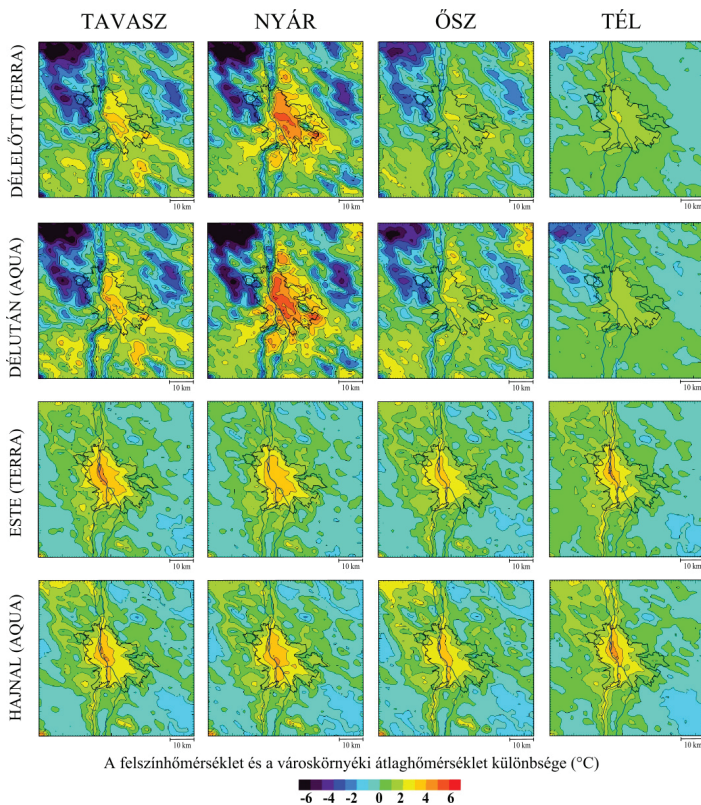 TAVASZ NYÁR ŐSZ TÉL
DÉLELŐTT (TERRA)
10 km 10 km 10 km 10 km
DÉLUTÁN (AQUA)
10 km 10 km 10 km 10 km
ESTE (TERRA)
10 km 10 km 10 km 10 km
HAJNAL (AQUA)
10 km 10 km 10 km 10 km
A felszínhőmérséklet és a városkörnyéki átlaghőmérséklet különbsége (°C)
-6 -4 -2 0 2 4 6